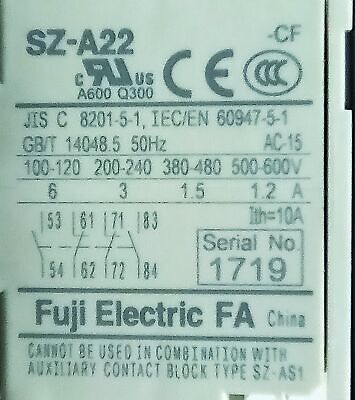 SZ-A22 -CF
c RU US CE CCC
A600 Q300
JIS C 8201-5-1, IEC/EN 60947-5-1
GB/T 14048.5 50Hz AC-15
100-120 200-240 380-480 500-600V
6 3 1.5 1.2 A
Ith=10A
53 61 71 83
54 62 72 84
Serial No.
1719
Fuji Electric FA China
CANNOT BE USED IN COMBINATION WITH
AUXILIARY CONTACT BLOCK TYPE SZ-AS1